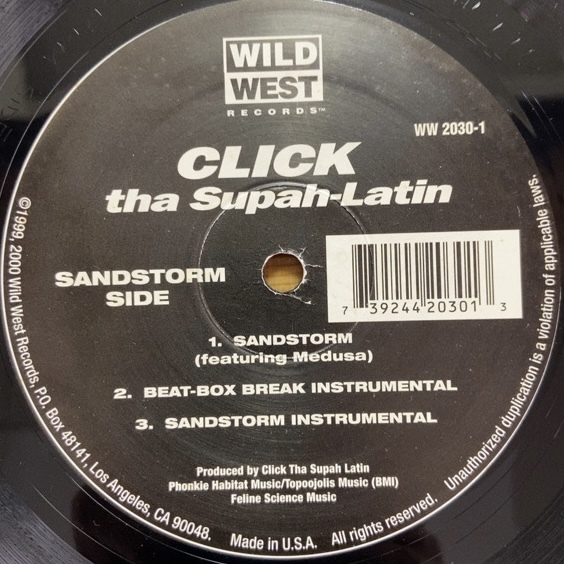 WILD
WEST
RECORDS™
WW 2030-1
CLICK
tha Supah-Latin
SANDSTORM
SIDE
7 39244 20301 3
1. SANDSTORM
(featuring Medusa)
2. BEAT-BOX BREAK INSTRUMENTAL
3. SANDSTORM INSTRUMENTAL
Produced by Click Tha Supah Latin
Phonkie Habitat Music/Topoojolis Music (BMI)
Feline Science Music
©1999, 2000 Wild West Records, P.O. Box 48141, Los Angeles, CA 90048. Made in U.S.A. All rights reserved. Unauthorized duplication is a violation of applicable laws.